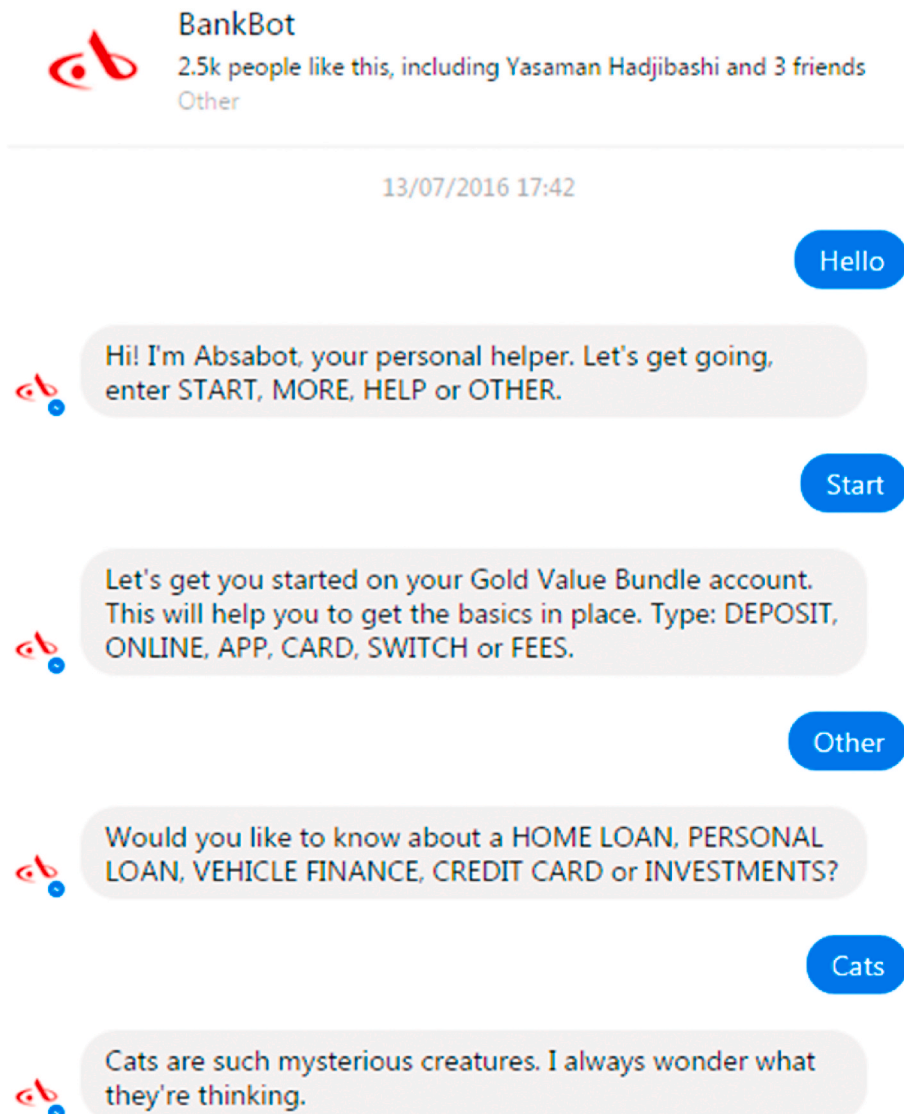 BankBot
2.5k people like this, including Yasaman Hadjibashi and 3 friends
Other
13/07/2016 17:42
Hello
Hi! I'm Absabot, your personal helper. Let's get going,
enter START, MORE, HELP or OTHER.
Start
Let's get you started on your Gold Value Bundle account.
This will help you to get the basics in place. Type: DEPOSIT,
ONLINE, APP, CARD, SWITCH or FEES.
Other
Would you like to know about a HOME LOAN, PERSONAL
LOAN, VEHICLE FINANCE, CREDIT CARD or INVESTMENTS?
Cats
Cats are such mysterious creatures. I always wonder what
they're thinking.